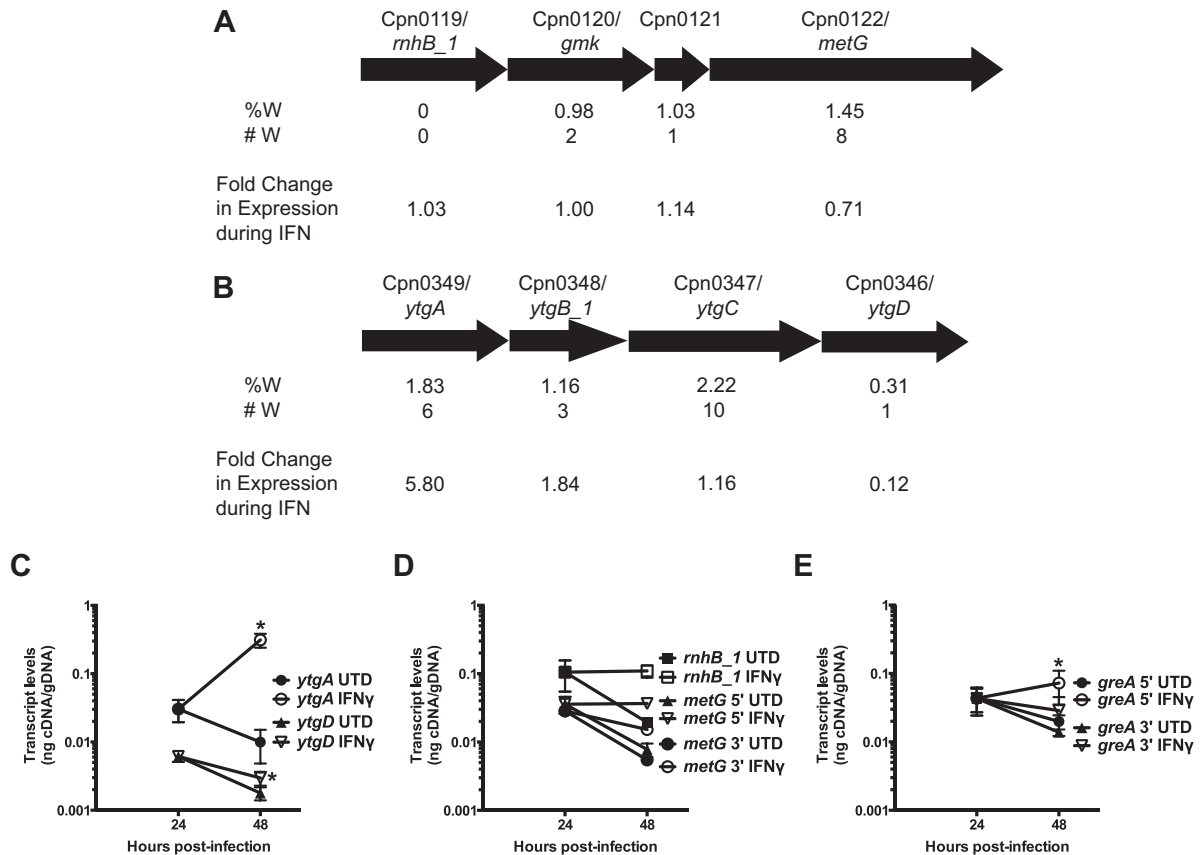 A
Cpn0119/ Cpn0120/ Cpn0121 Cpn0122/
rnhB_1 gmk metG
%W 0 0.98 1.03 1.45
# W 0 2 1 8
Fold Change
in Expression 1.03 1.00 1.14 0.71
during IFN
B
Cpn0349/ Cpn0348/ Cpn0347/ Cpn0346/
ytgA ytgB_1 ytgC ytgD
%W 1.83 1.16 2.22 0.31
# W 6 3 10 1
Fold Change
in Expression 5.80 1.84 1.16 0.12
during IFN
C
Transcript levels
(ng cDNA/gDNA)
1
0.1
0.01
0.001
*
*
24 48
Hours post-infection
ytgA UTD
ytgA IFNγ
ytgD UTD
ytgD IFNγ
D
Transcript levels
(ng cDNA/gDNA)
1
0.1
0.01
0.001
24 48
Hours post-infection
rnhB_1 UTD
rnhB_1 IFNγ
metG 5' UTD
metG 5' IFNγ
metG 3' UTD
metG 3' IFNγ
E
Transcript levels
(ng cDNA/gDNA)
1
0.1
0.01
0.001
*
24 48
Hours post-infection
greA 5' UTD
greA 5' IFNγ
greA 3' UTD
greA 3' IFNγ